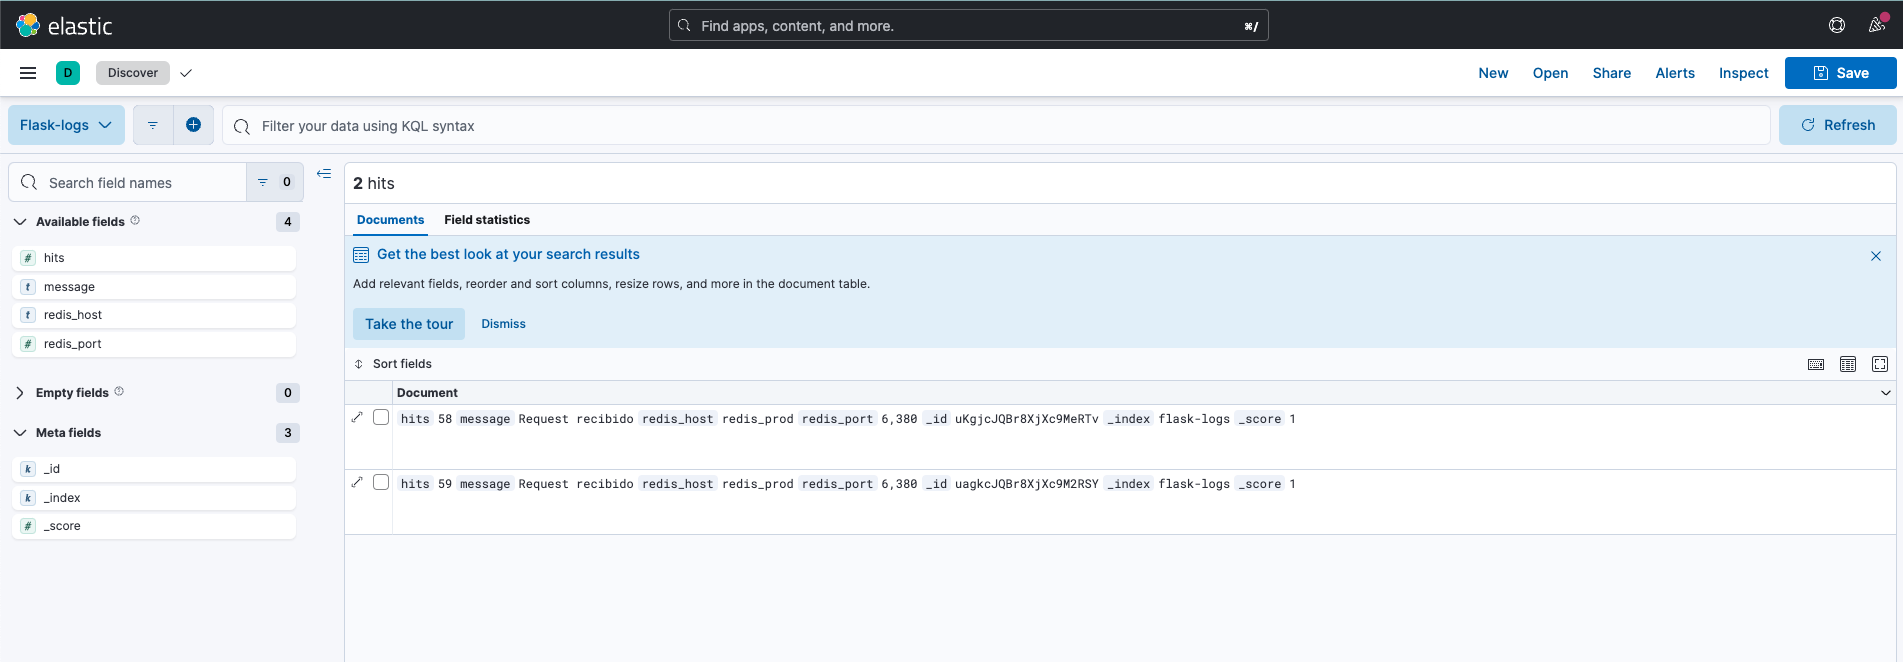 elastic
Find apps, content, and more.
⌘/
D
Discover
New
Open
Share
Alerts
Inspect
Save
Flask-logs
Filter your data using KQL syntax
Refresh
Search field names
0
Available fields
4
# hits
t message
t redis_host
# redis_port
Empty fields
0
Meta fields
3
k _id
k _index
# _score
2 hits
Documents
Field statistics
Get the best look at your search results
Add relevant fields, reorder and sort columns, resize rows, and more in the document table.
Take the tour
Dismiss
Sort fields
Document
hits 58 message Request recibido redis_host redis_prod redis_port 6,380 _id uKgjcJQBr8XjXc9MeRTv _index flask-logs _score 1
hits 59 message Request recibido redis_host redis_prod redis_port 6,380 _id uagkcJQBr8XjXc9M2RSY _index flask-logs _score 1